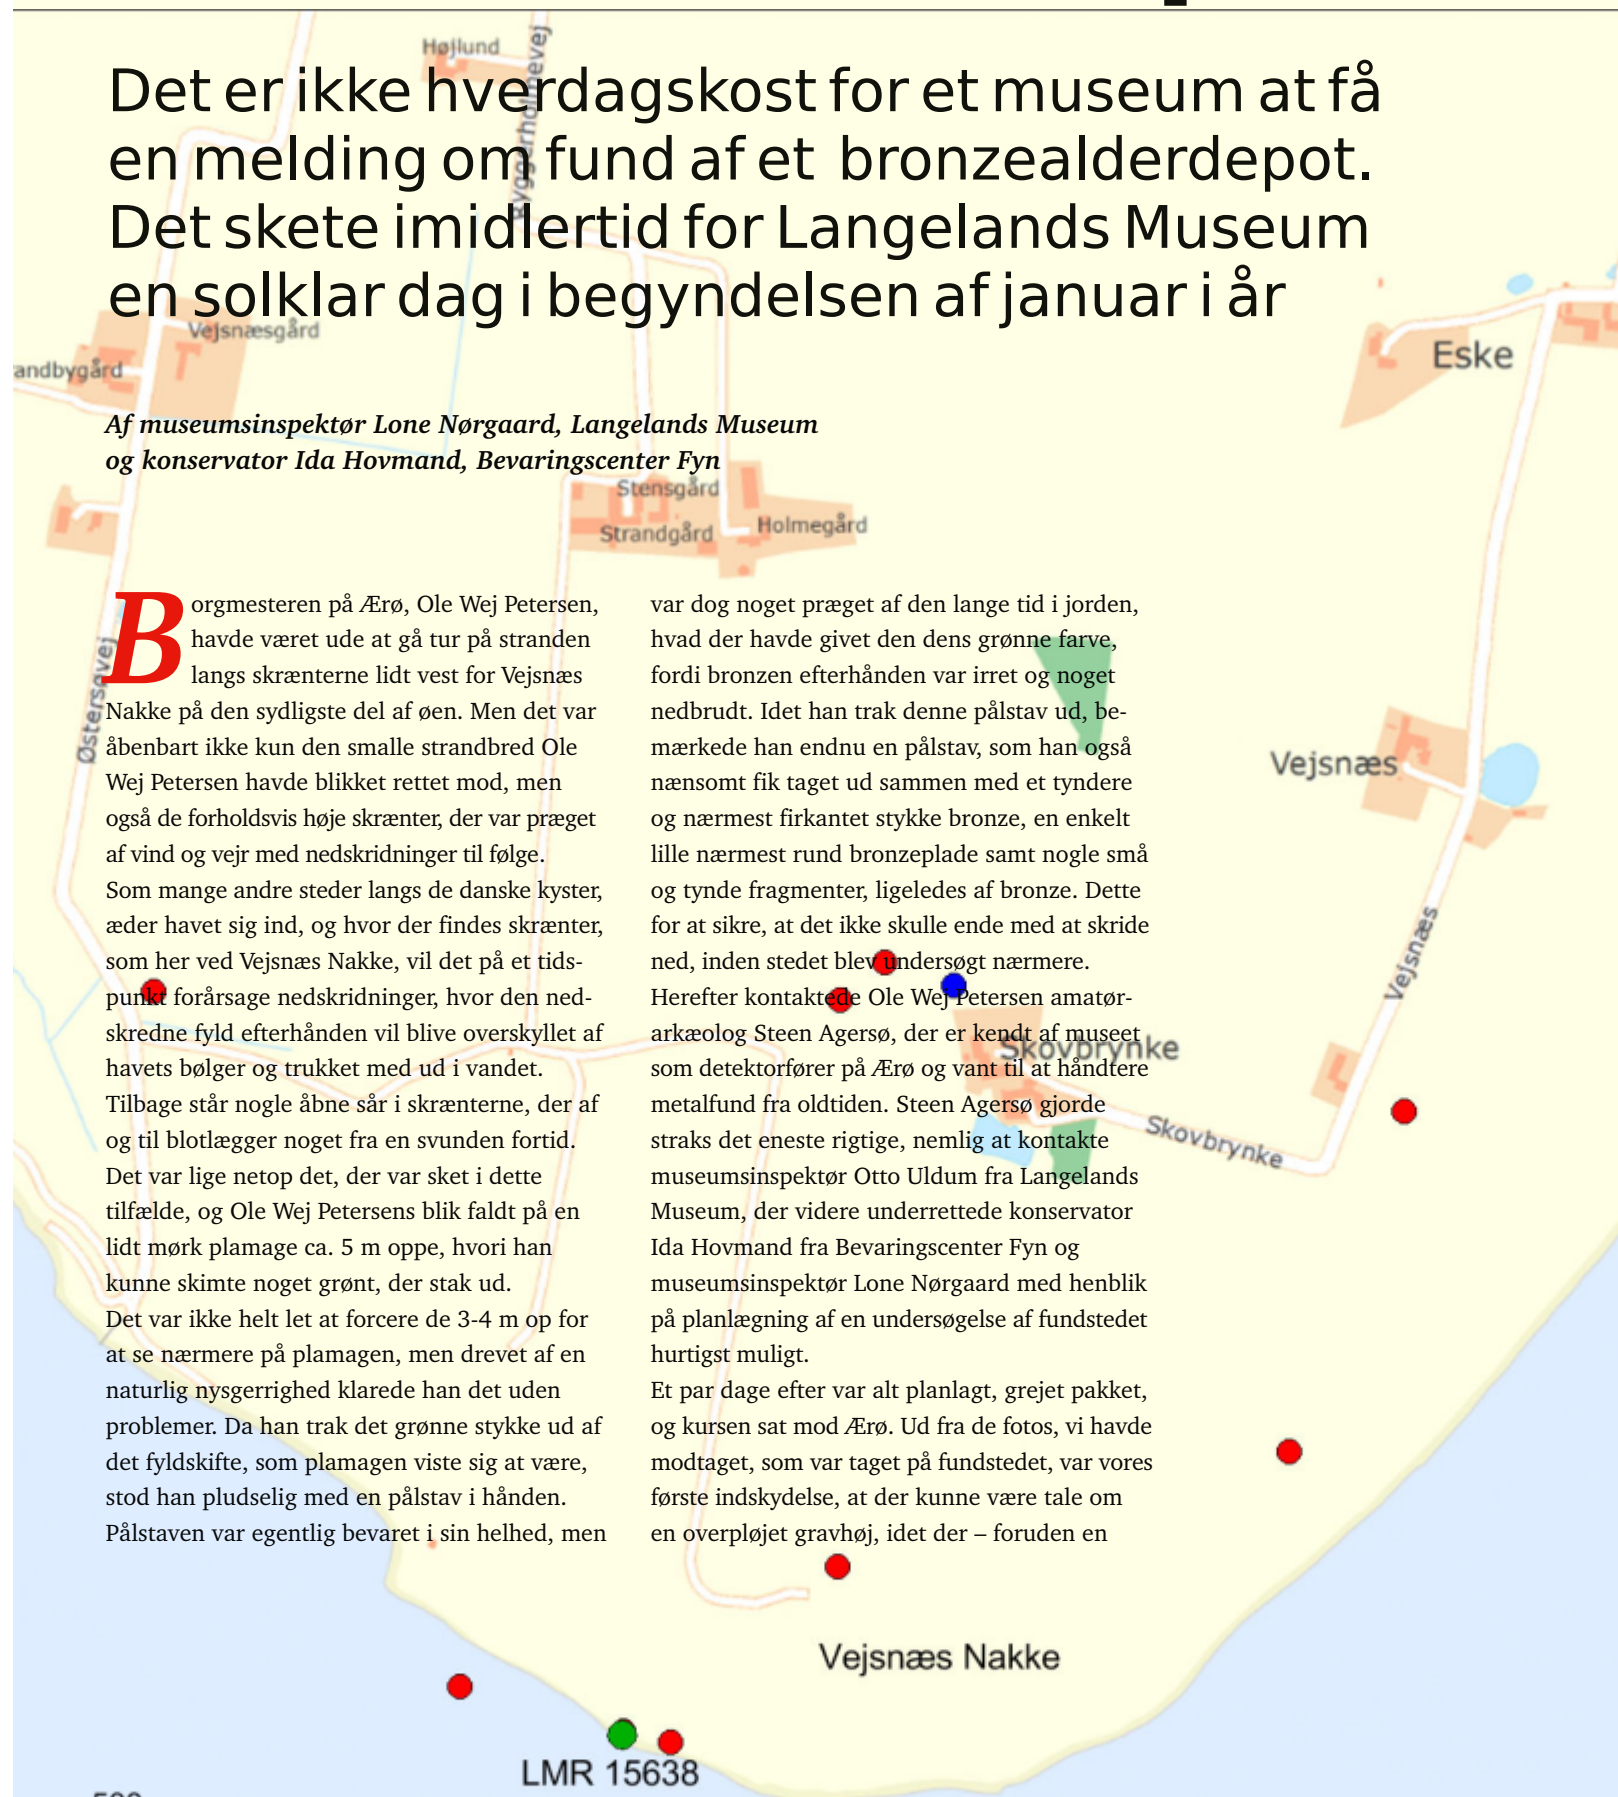 Det er ikke hverdagskost for et museum at få
en melding om fund af et bronzealderdepot.
Det skete imidlertid for Langelands Museum
en solklar dag i begyndelsen af januar i år
Af museumsinspektør Lone Nørgaard, Langelands Museum
og konservator Ida Hovmand, Bevaringscenter Fyn
Borgmesteren på Ærø, Ole Wej Petersen,
havde været ude at gå tur på stranden
langs skrænterne lidt vest for Vejsnæs
Nakke på den sydligste del af øen. Men det var
åbenbart ikke kun den smalle strandbred Ole
Wej Petersen havde blikket rettet mod, men
også de forholdsvis høje skrænter, der var præget
af vind og vejr med nedskridninger til følge.
Som mange andre steder langs de danske kyster,
æder havet sig ind, og hvor der findes skrænter,
som her ved Vejsnæs Nakke, vil det på et tids-
punkt forårsage nedskridninger, hvor den ned-
skredne fyld efterhånden vil blive overskyllet af
havets bølger og trukket med ud i vandet.
Tilbage står nogle åbne sår i skrænterne, der af
og til blotlægger noget fra en svunden fortid.
Det var lige netop det, der var sket i dette
tilfælde, og Ole Wej Petersens blik faldt på en
lidt mørk plamage ca. 5 m oppe, hvori han
kunne skimte noget grønt, der stak ud.
Det var ikke helt let at forcere de 3-4 m op for
at se nærmere på plamagen, men drevet af en
naturlig nysgerrighed klarede han det uden
problemer. Da han trak det grønne stykke ud af
det fyldskifte, som plamagen viste sig at være,
stod han pludselig med en pålstav i hånden.
Pålstaven var egentlig bevaret i sin helhed, men
var dog noget præget af den lange tid i jorden,
hvad der havde givet den dens grønne farve,
fordi bronzen efterhånden var irret og noget
nedbrudt. Idet han trak denne pålstav ud, be-
mærkede han endnu en pålstav, som han også
nænsomt fik taget ud sammen med et tyndere
og nærmest firkantet stykke bronze, en enkelt
lille nærmest rund bronzeplade samt nogle små
og tynde fragmenter, ligeledes af bronze. Dette
for at sikre, at det ikke skulle ende med at skride
ned, inden stedet blev undersøgt nærmere.
Herefter kontaktede Ole Wej Petersen amatør-
arkæolog Steen Agersø, der er kendt af museet
som detektorfører på Ærø og vant til at håndtere
metalfund fra oldtiden. Steen Agersø gjorde
straks det eneste rigtige, nemlig at kontakte
museumsinspektør Otto Uldum fra Langelands
Museum, der videre underrettede konservator
Ida Hovmand fra Bevaringscenter Fyn og
museumsinspektør Lone Nørgaard med henblik
på planlægning af en undersøgelse af fundstedet
hurtigst muligt.
Et par dage efter var alt planlagt, grejet pakket,
og kursen sat mod Ærø. Ud fra de fotos, vi havde
modtaget, som var taget på fundstedet, var vores
første indskydelse, at der kunne være tale om
en overpløjet gravhøj, idet der – foruden en
Højlund
Vejsnæsgård
andbygård
Eske
Stensgård
Strandgård
Holmegård
Østersøvej
Vejsnæs
Vejsnæs
Skovbrynke
Skovbrynke
Vejsnæs Nakke
LMR 15638